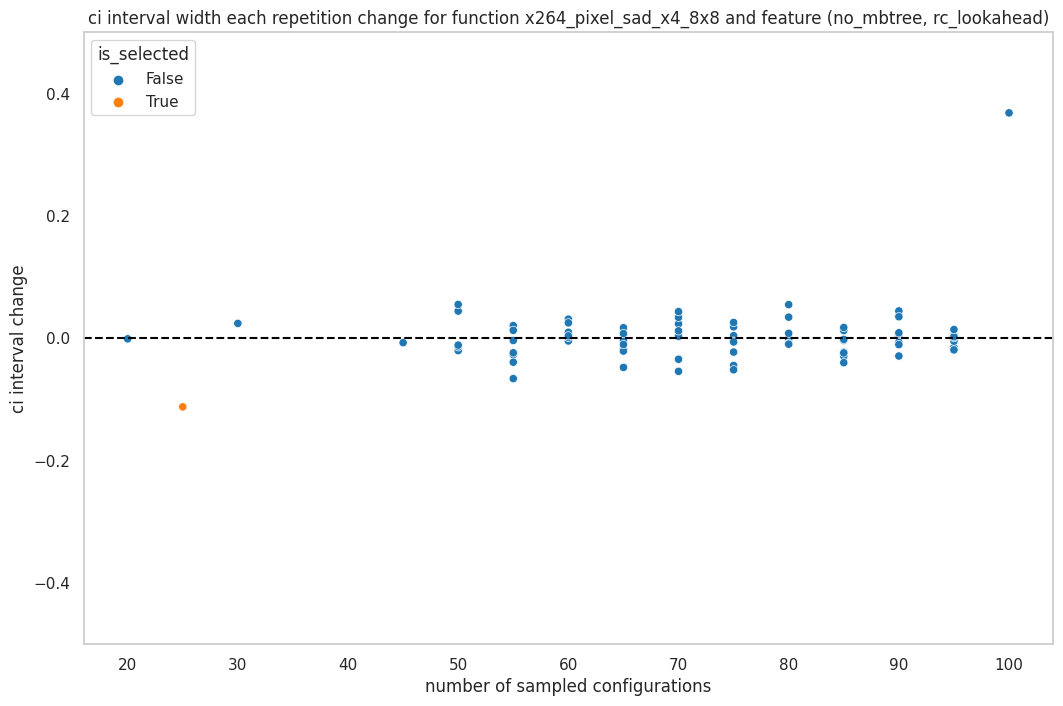 ci interval width each repetition change for function x264_pixel_sad_x4_8x8 and feature (no_mbtree, rc_lookahead)
is_selected
False
True
0.4
0.2
0.0
−0.2
−0.4
ci interval change
20 30 40 50 60 70 80 90 100
number of sampled configurations